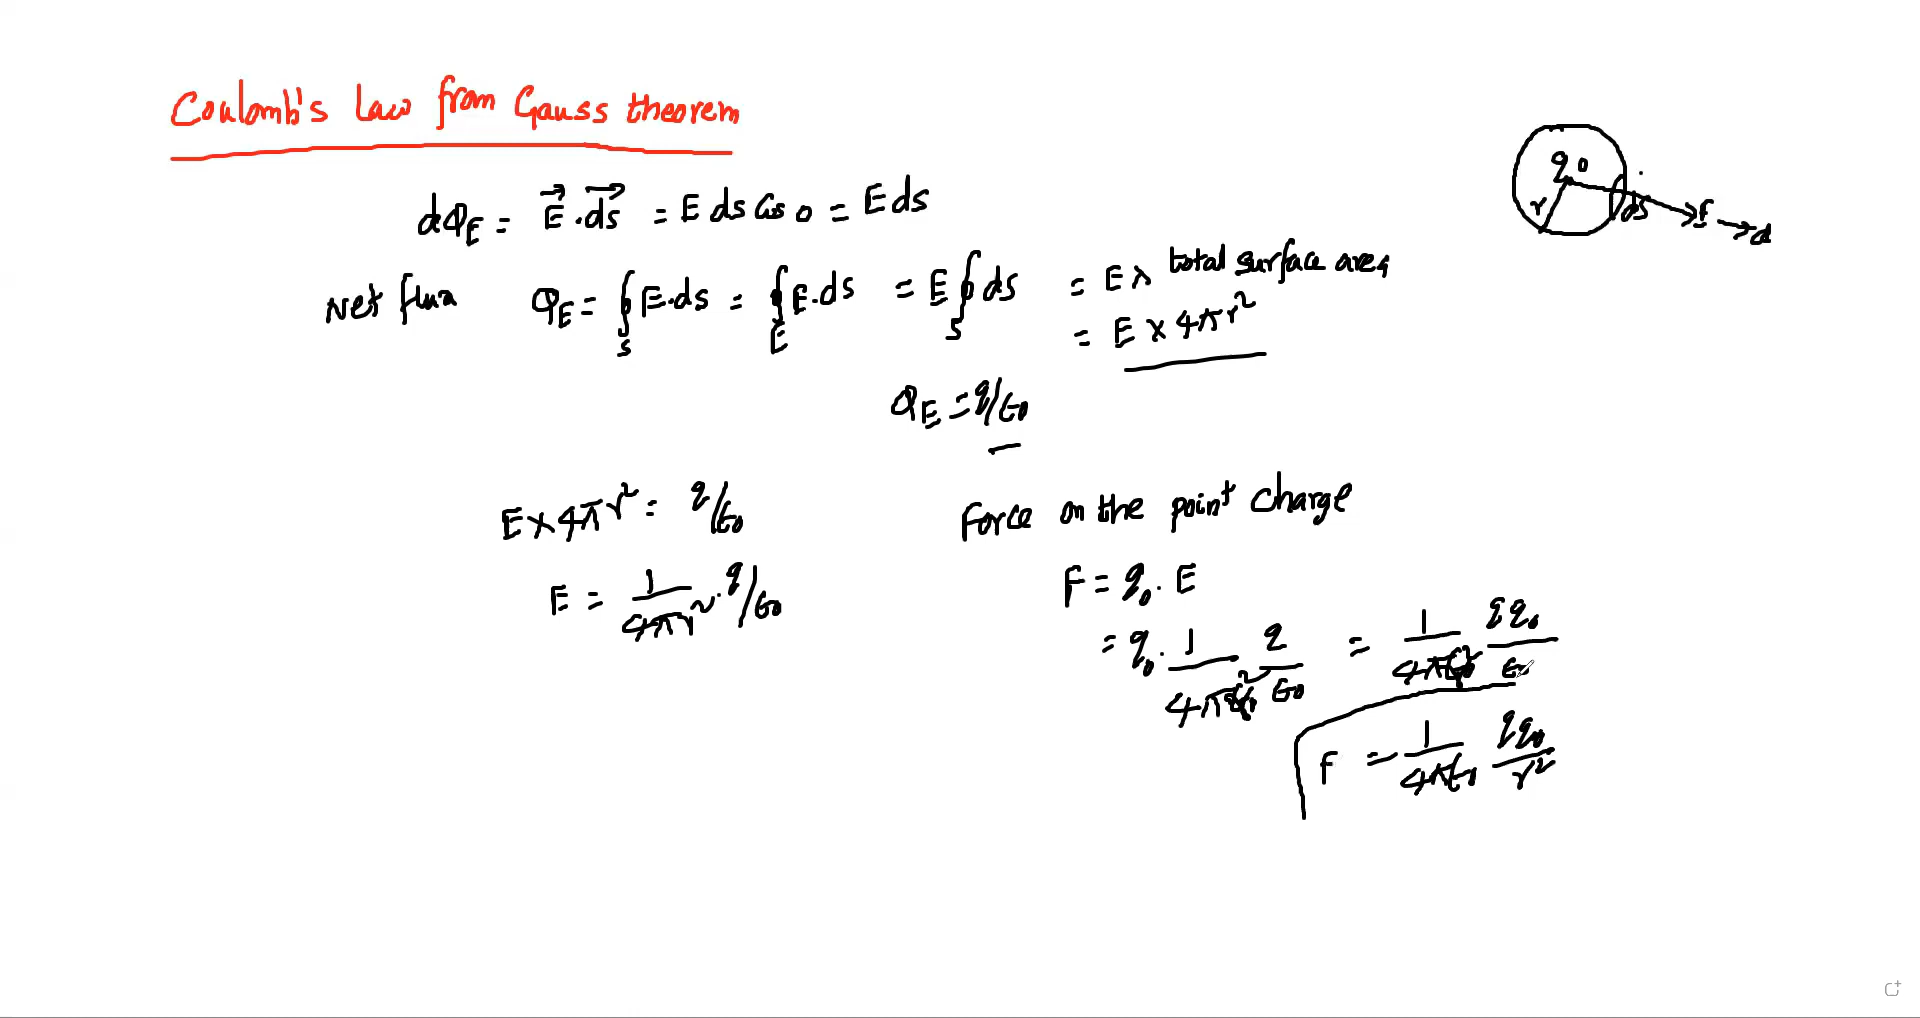 Coulomb's Law from Gauss theorem
q 0
r ds
dΦE = E⃗ . ds⃗ = E ds Cos 0 = E ds
Net flux ΦE = ∮S E.ds = ∮E E.ds = E ∮S ds = E x total surface area
= E x 4πr²
ΦE = q/ε0
E x 4πr² = q/ε0
E = 1/4πr² . q/ε0
Force on the point charge
F = q0 . E
= q0 . 1/4πr² q/ε0 = 1/4πr² qq0/ε0
F = 1/4πε0 qq0/r²